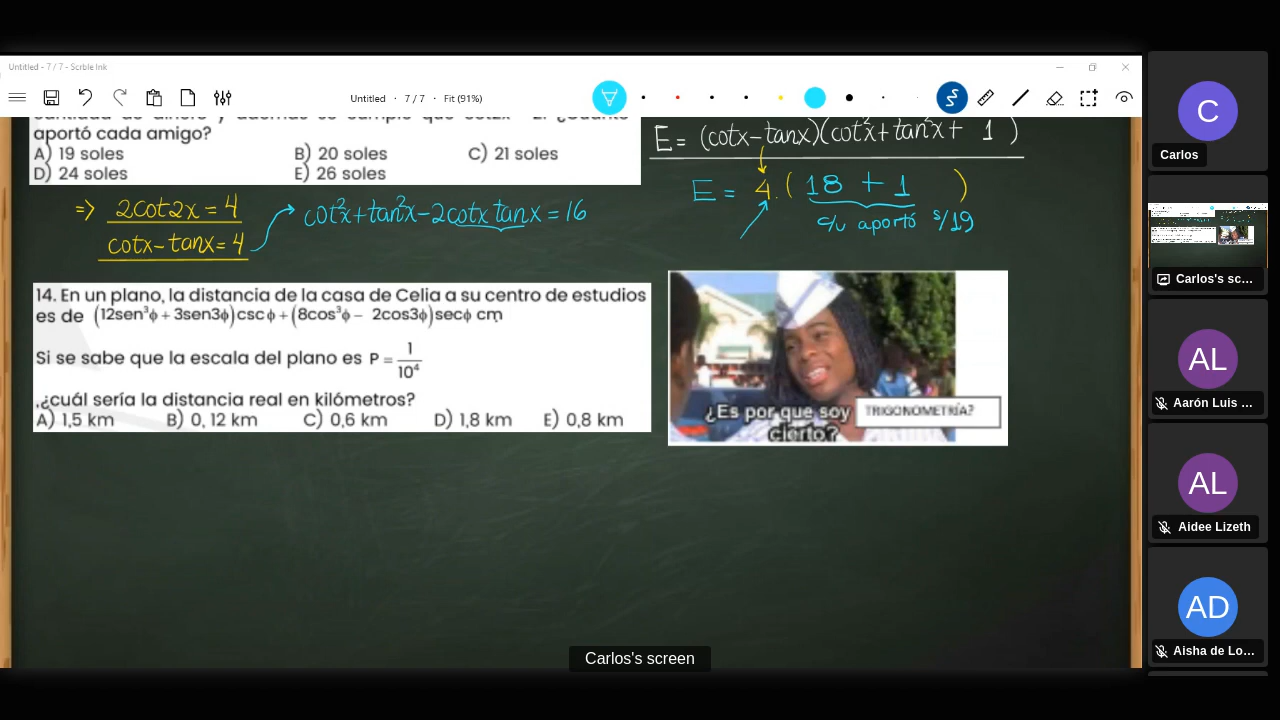 Untitled - 7 / 7 - Scrble Ink
Untitled · 7 / 7 · Fit (91%)
aportó cada amigo?
A) 19 soles B) 20 soles C) 21 soles
D) 24 soles E) 26 soles
E = (cotx-tanx)(cot²x+tan²x+ 1 )
E = 4.( 18 + 1 )
c/u aportó s/19
=> 2cot2x = 4
cotx-tanx=4
cot²x+tan²x-2cotx tanx=16
14. En un plano, la distancia de la casa de Celia a su centro de estudios
es de (12sen³ϕ + 3sen3ϕ)csc ϕ + (8cos³ϕ - 2cos3ϕ)secϕ cm
Si se sabe que la escala del plano es P = 1/10⁴
,¿cuál sería la distancia real en kilómetros?
A) 1,5 km B) 0, 12 km C) 0,6 km D) 1,8 km E) 0,8 km
¿Es por que soy TRIGONOMETRÍA?
cierto?
Carlos's screen
C
Carlos
Carlos's sc...
AL
Aarón Luis ...
AL
Aidee Lizeth
AD
Aisha de Lo...